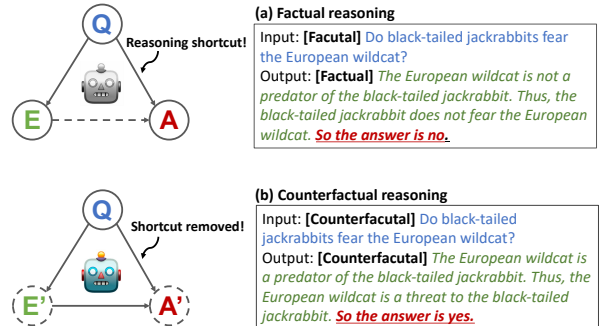 (a) Factual reasoning
Q
Reasoning shortcut!
E
A
Input: [Facutal] Do black-tailed jackrabbits fear
the European wildcat?
Output: [Factual] The European wildcat is not a
predator of the black-tailed jackrabbit. Thus, the
black-tailed jackrabbit does not fear the European
wildcat. So the answer is no.
(b) Counterfactual reasoning
Q
Shortcut removed!
E'
A'
Input: [Counterfacutal] Do black-tailed
jackrabbits fear the European wildcat?
Output: [Counterfacutal] The European wildcat is
a predator of the black-tailed jackrabbit. Thus, the
European wildcat is a threat to the black-tailed
jackrabbit. So the answer is yes.